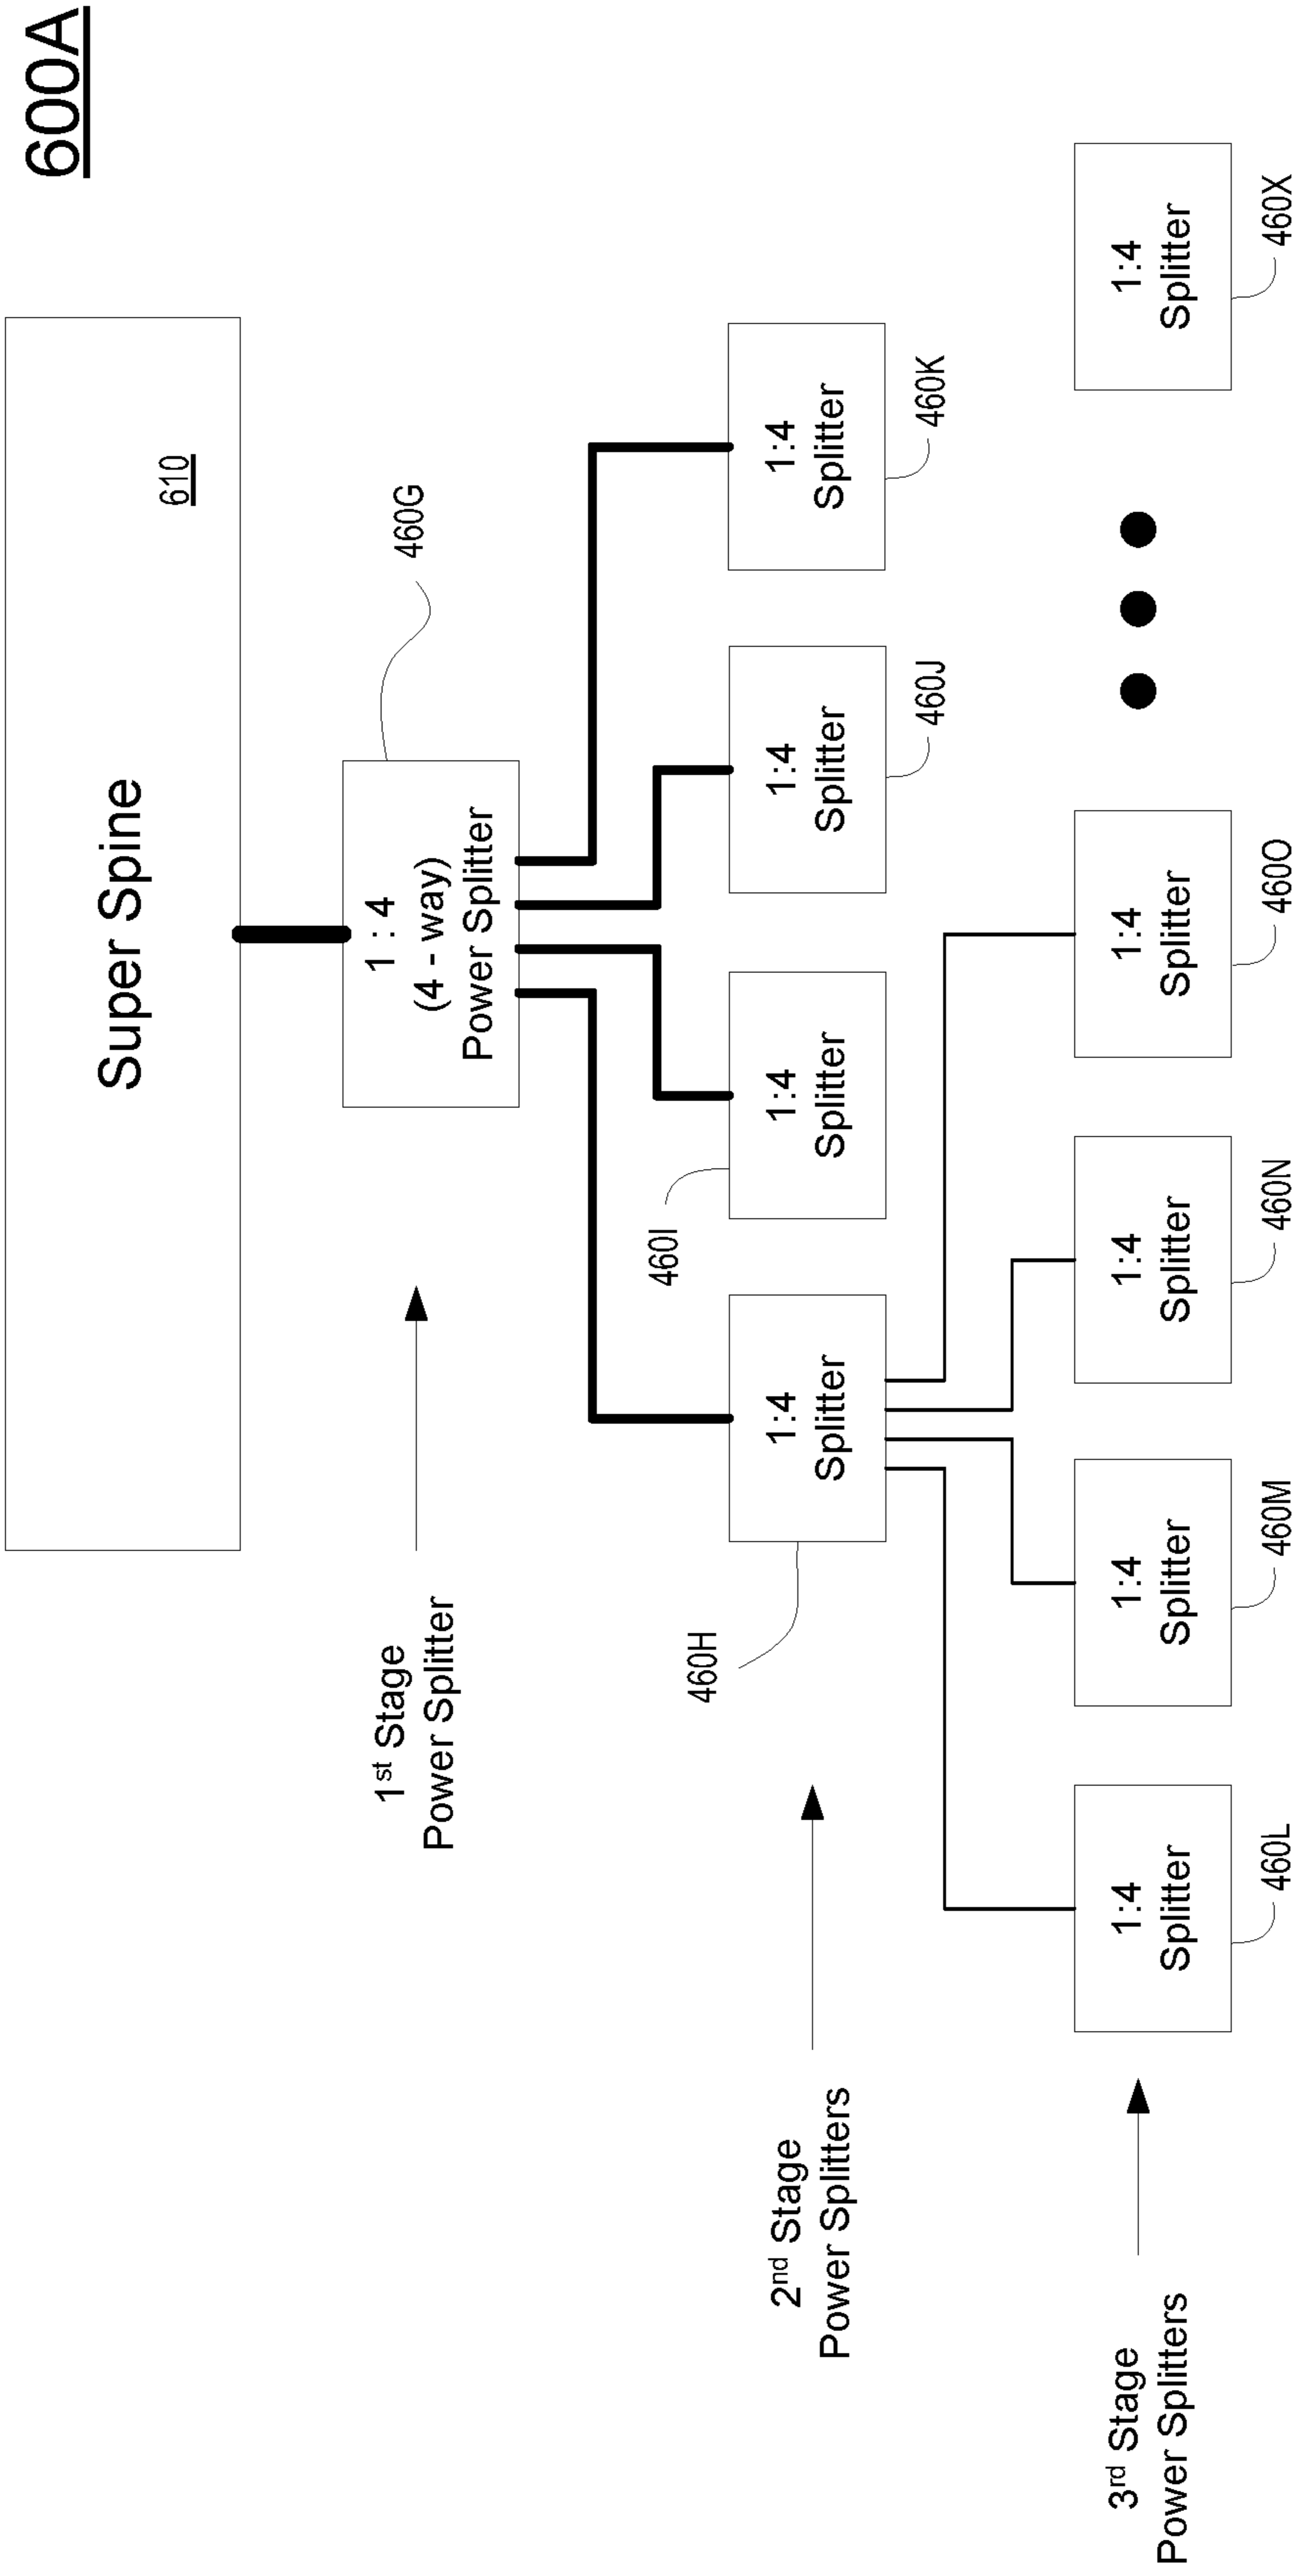 600A
Super Spine
610
1 : 4
(4 - way)
Power Splitter
460G
1st Stage
Power Splitter
1:4
Splitter
460H
1:4
Splitter
460I
1:4
Splitter
460J
1:4
Splitter
460K
2nd Stage
Power Splitters
1:4
Splitter
460L
1:4
Splitter
460M
1:4
Splitter
460N
1:4
Splitter
460O
1:4
Splitter
460X
3rd Stage
Power Splitters